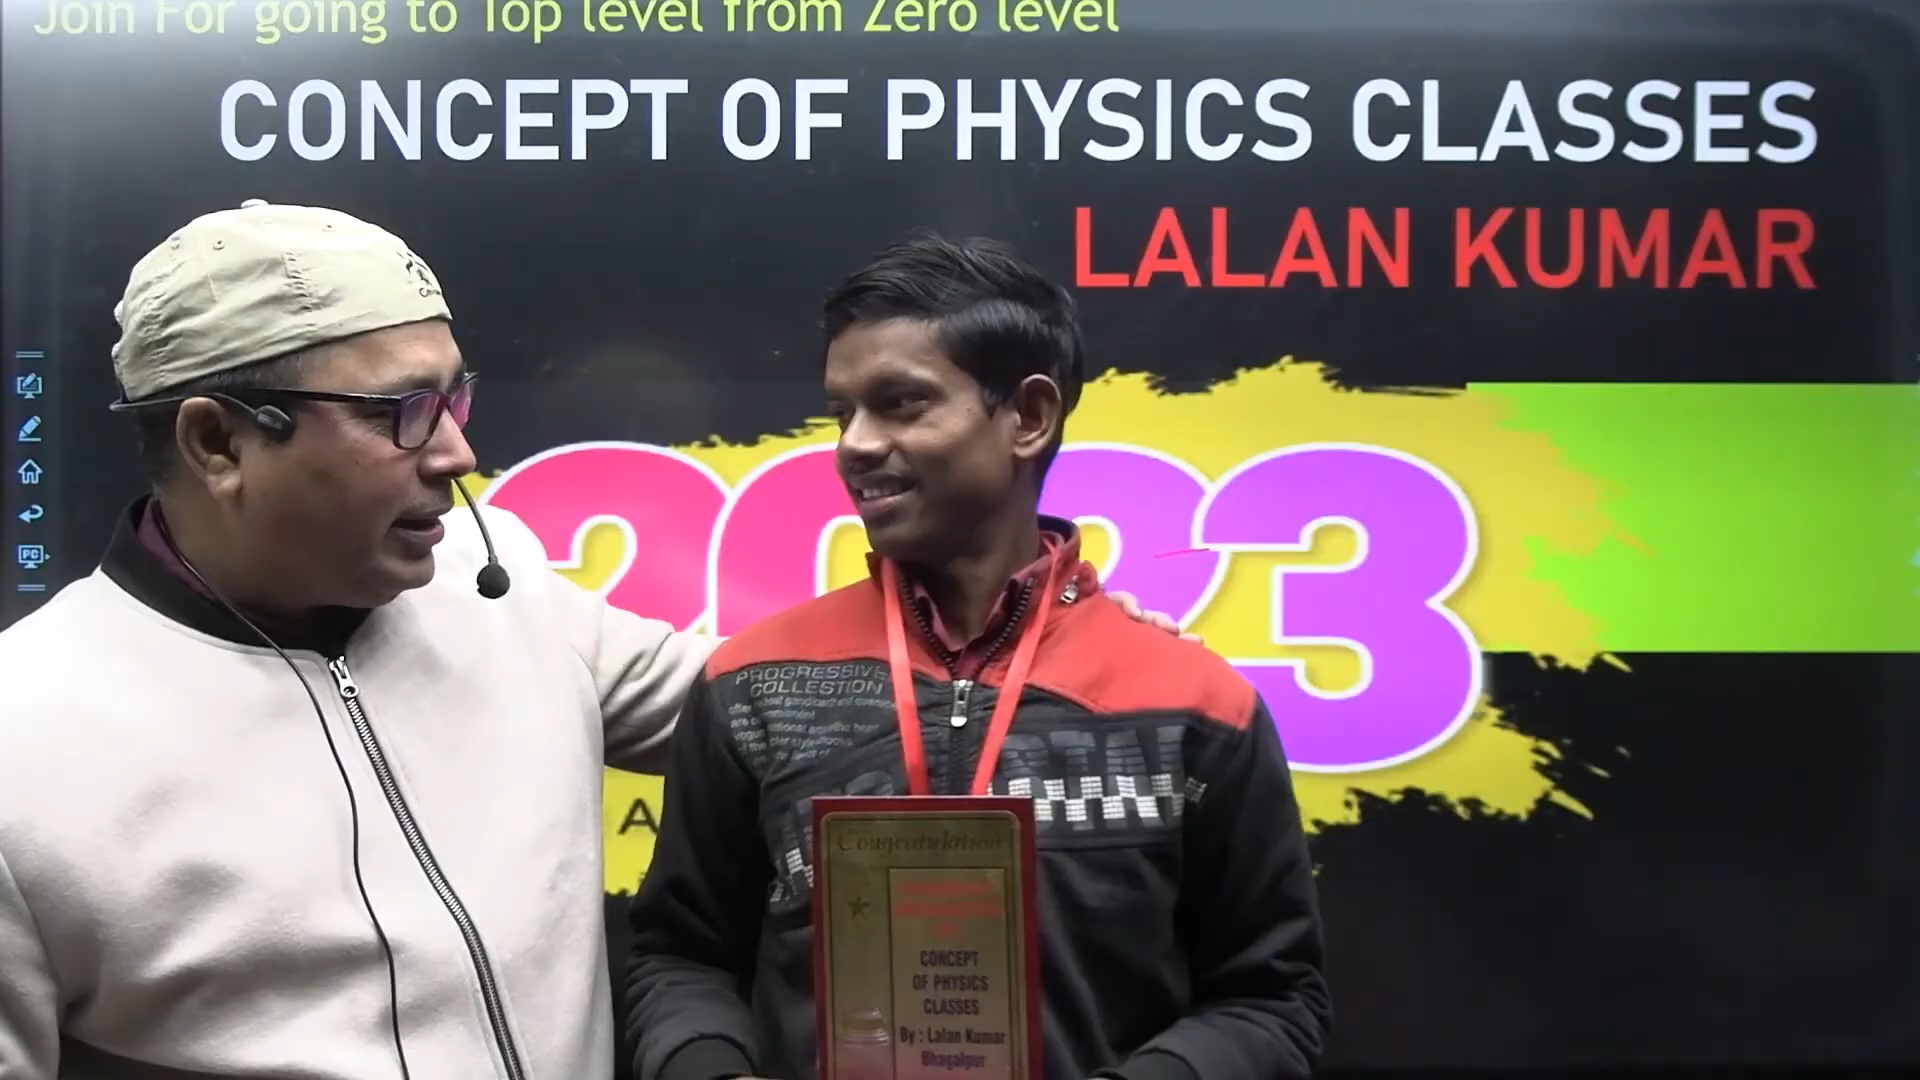 Join For going to Top level from Zero level
CONCEPT OF PHYSICS CLASSES
LALAN KUMAR
PC
PROGRESSIVE
COLLESTION
A
Congratulation
CONCEPT
OF PHYSICS
CLASSES
By : Lalan Kumar
Bhagalpur